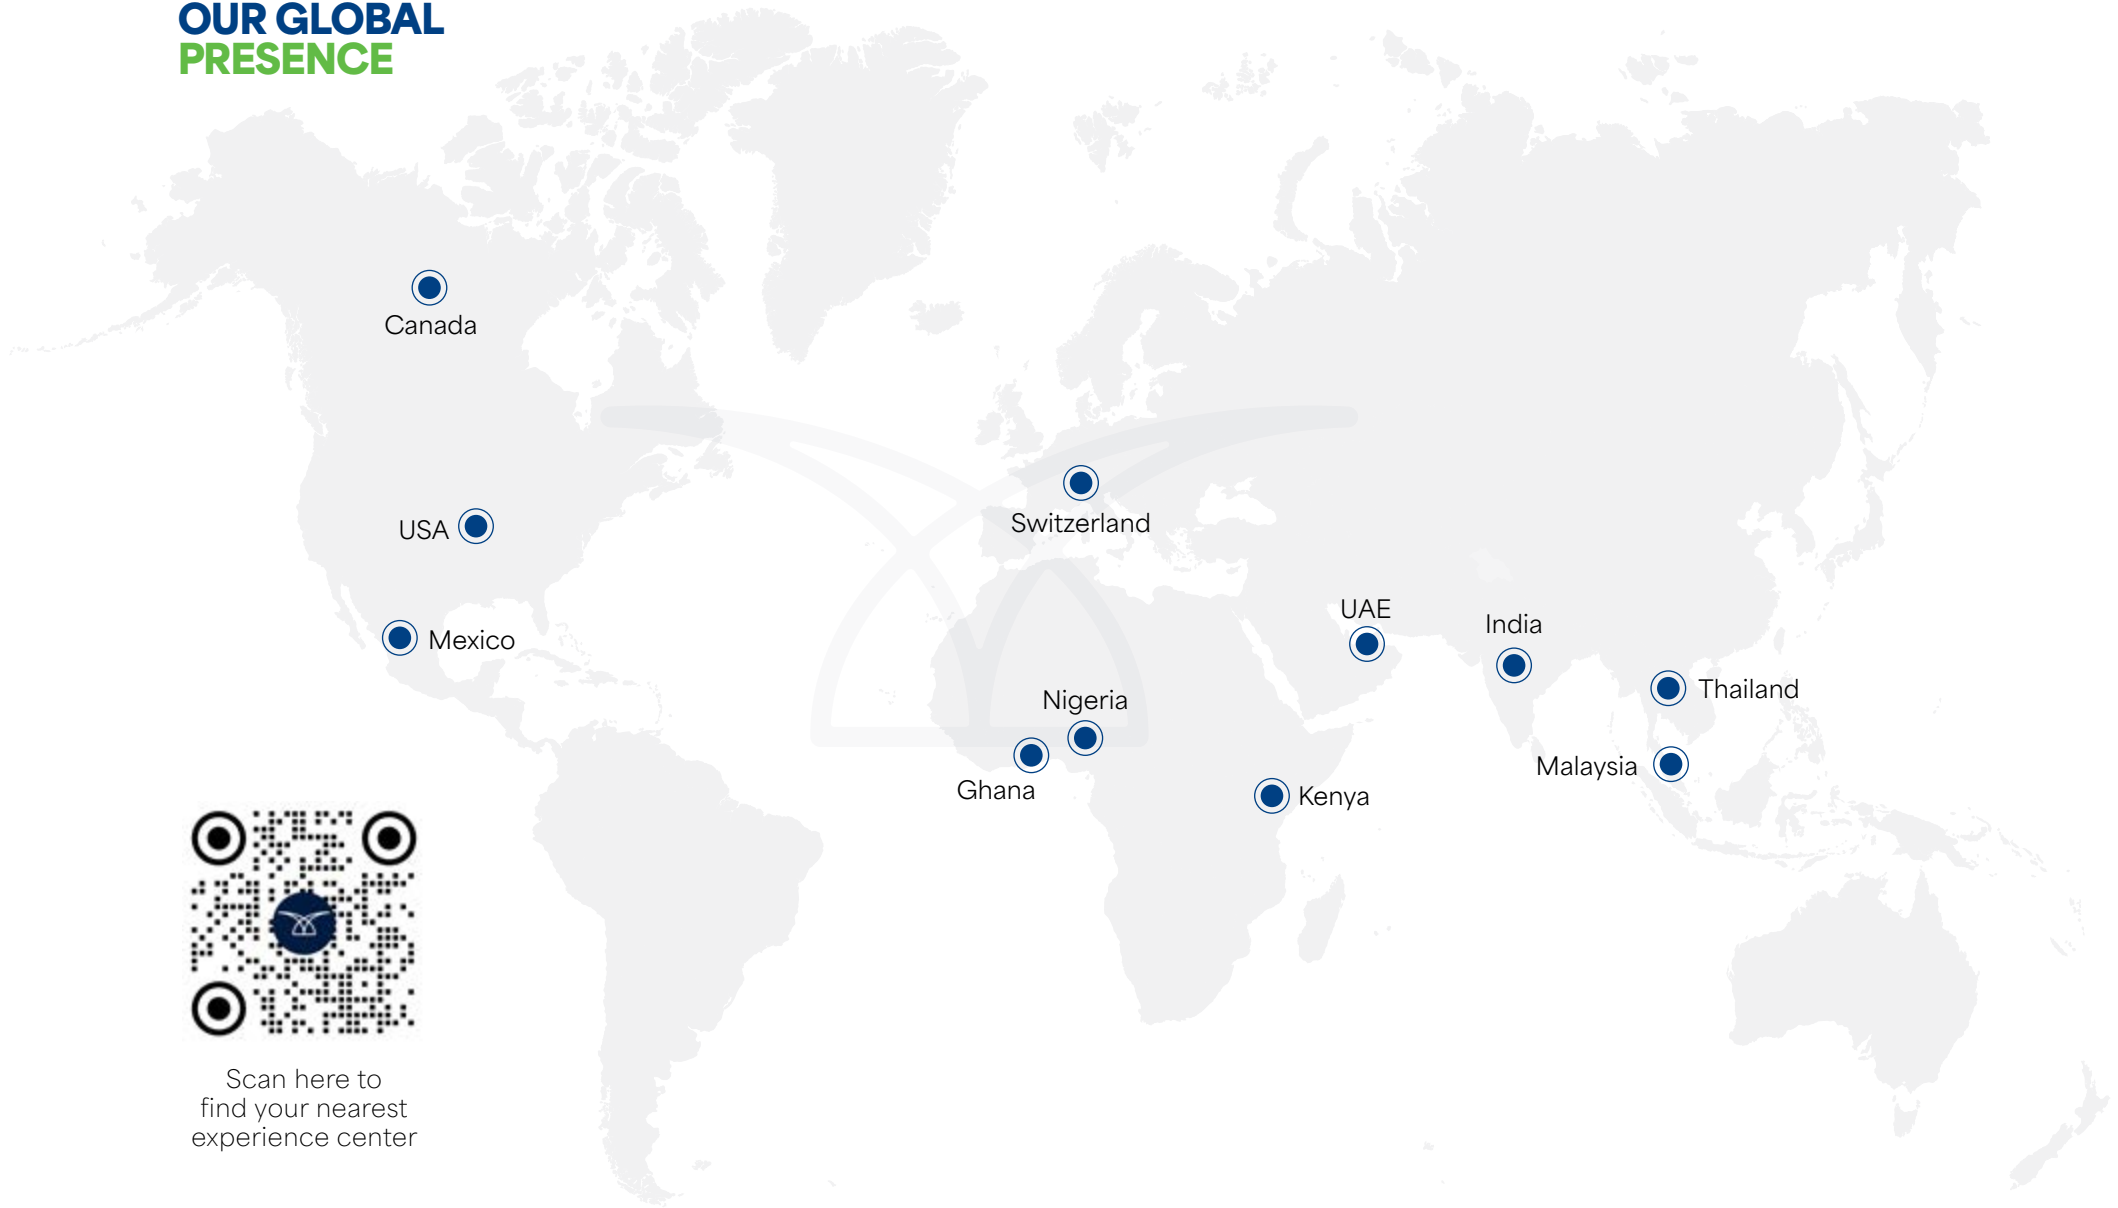 OUR GLOBAL
PRESENCE
Canada
USA
Mexico
Switzerland
UAE
India
Nigeria
Thailand
Ghana
Malaysia
Kenya
Scan here to
find your nearest
experience center